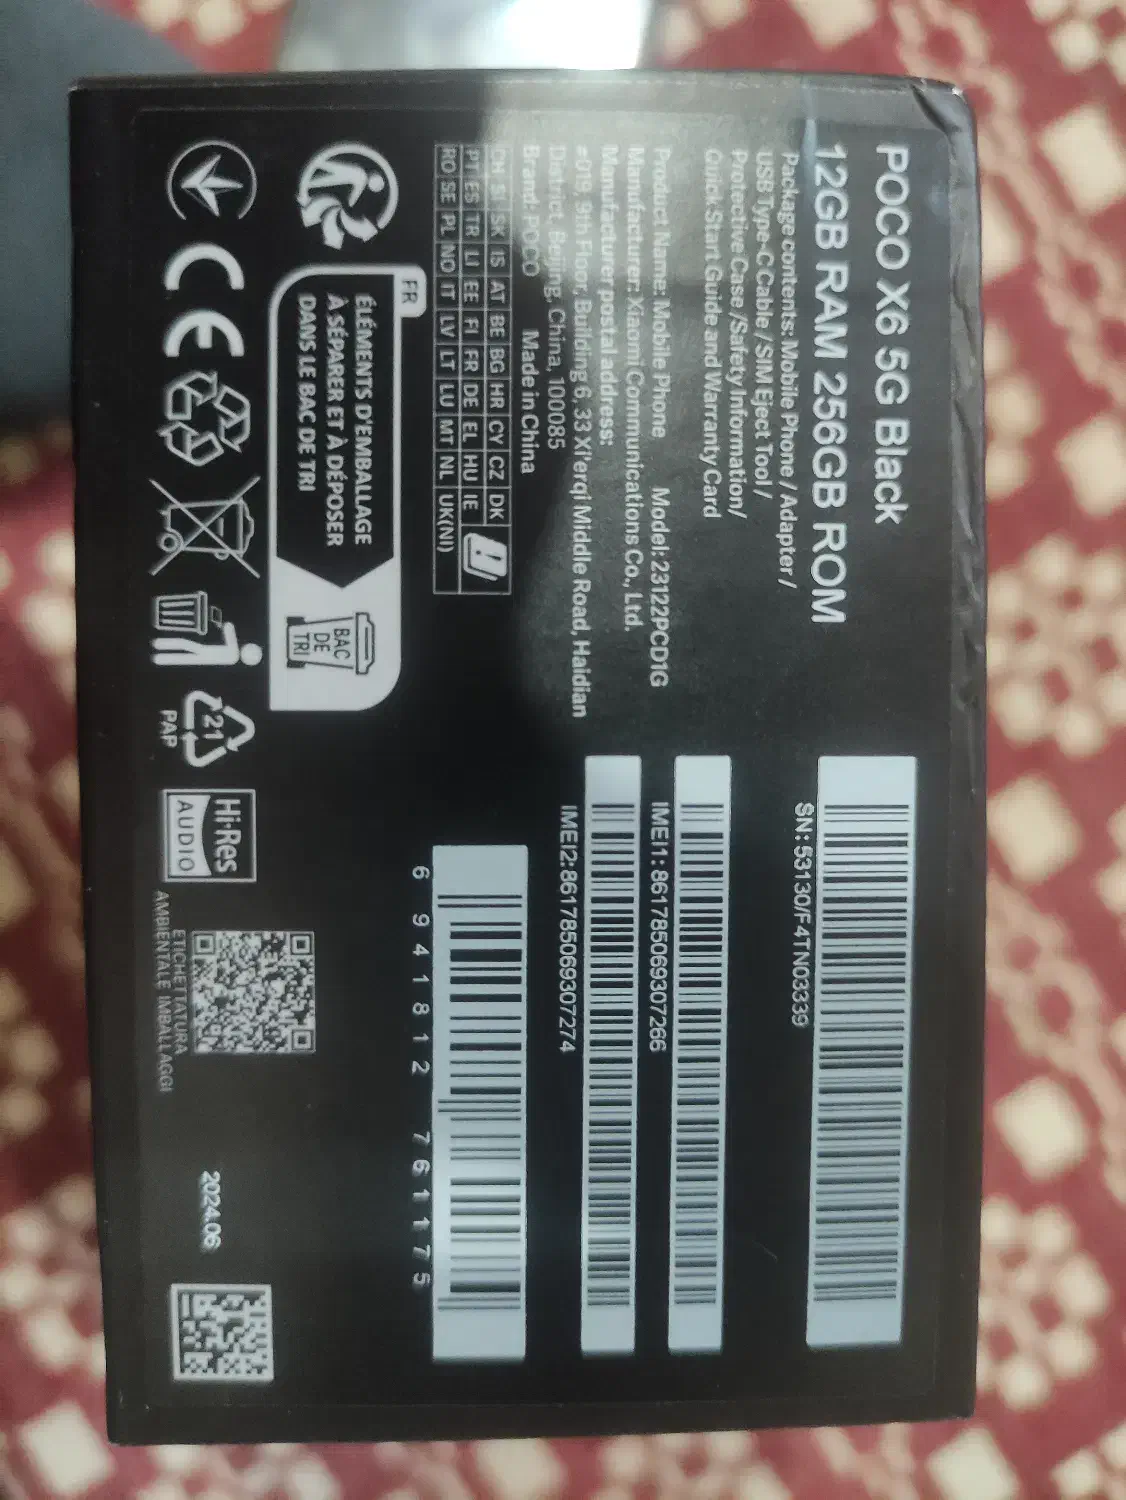 POCO X6 5G Black
12GB RAM 256GB ROM
Package contents: Mobile Phone / Adapter /
USB Type-C Cable / SIM Eject Tool /
Protective Case /Safety Information/
Quick Start Guide and Warranty Card
Product Name: Mobile Phone Model: 23122PCD1G
Manufacturer: Xiaomi Communications Co., Ltd.
Manufacturer postal address:
#019, 9th Floor, Building 6, 33 Xi'erqi Middle Road, Haidian
District, Beijing, China, 100085
Brand: POCO Made in China
SN: 53130/F4TN03339
IMEI1: 861785069307266
IMEI2: 861785069307274
6 941812 761175
CH SI SK IS AT BE BG HR CY CZ DK
PT ES TR LI EE FI FR DE EL HU IE
RO SE PL NO IT LV LT LU MT NL UK(NI)
FR
ÉLÉMENTS D'EMBALLAGE
À SÉPARER ET À DÉPOSER
DANS LE BAC DE TRI
BAC
DE
TRI
CE
21
PAP
Hi-Res
AUDIO
ETICHETTATURA
AMBIENTALE IMBALLAGGI
2024.06